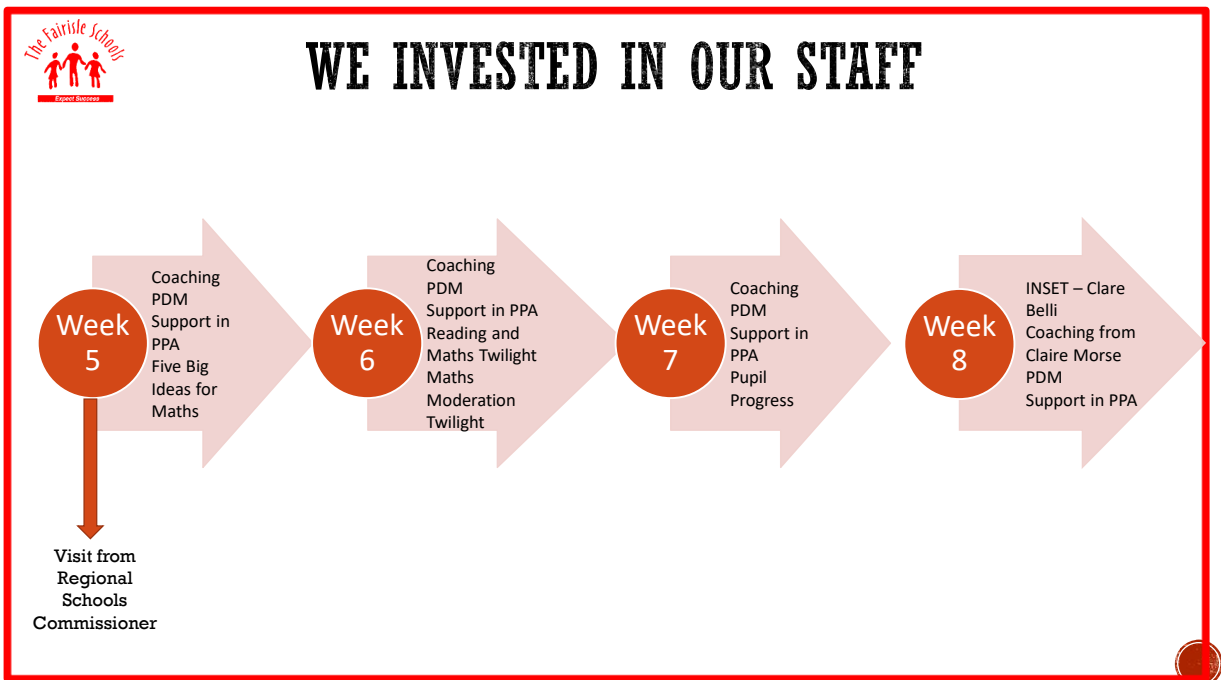 The Fairisle Schools
Expect Success
WE INVESTED IN OUR STAFF
Week
5
Coaching
PDM
Support in
PPA
Five Big
Ideas for
Maths
Week
6
Coaching
PDM
Support in PPA
Reading and
Maths Twilight
Maths
Moderation
Twilight
Week
7
Coaching
PDM
Support in
PPA
Pupil
Progress
Week
8
INSET – Clare
Belli
Coaching from
Claire Morse
PDM
Support in PPA
Visit from
Regional
Schools
Commissioner